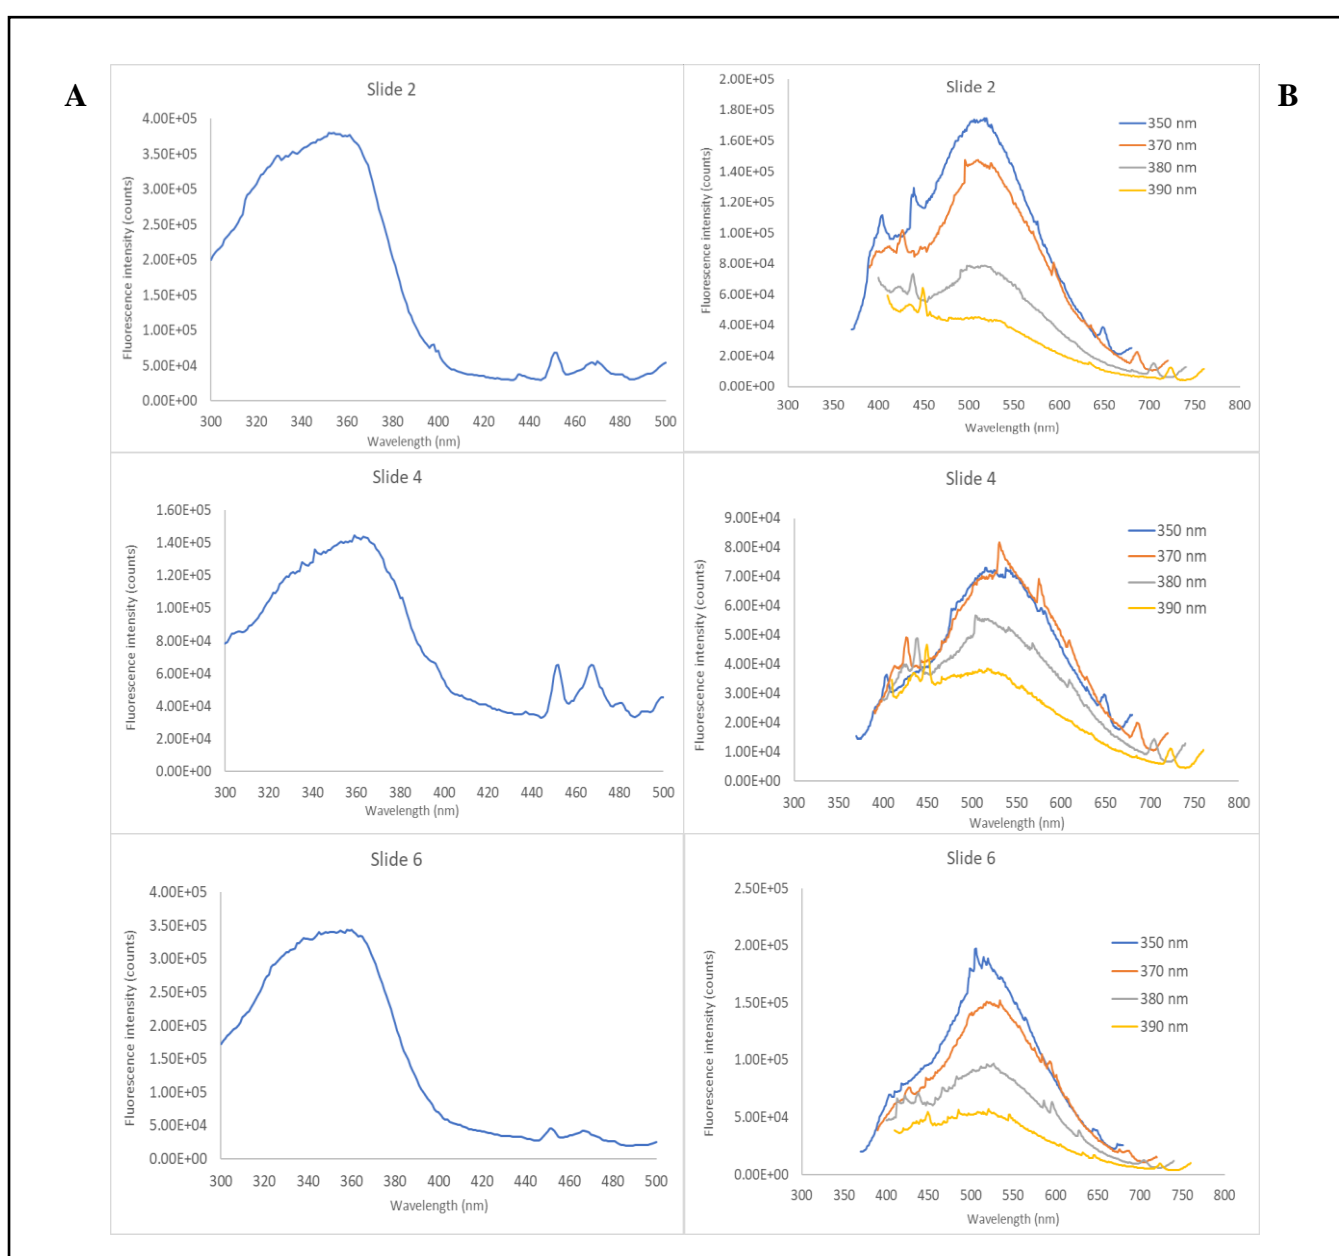 A
B
Slide 2
Fluorescence intensity (counts)
4.00E+05
3.50E+05
3.00E+05
2.50E+05
2.00E+05
1.50E+05
1.00E+05
5.00E+04
0.00E+00
300 320 340 360 380 400 420 440 460 480 500
Wavelength (nm)
Slide 2
Fluorescence intensity (counts)
2.00E+05
1.80E+05
1.60E+05
1.40E+05
1.20E+05
1.00E+05
8.00E+04
6.00E+04
4.00E+04
2.00E+04
0.00E+00
300 350 400 450 500 550 600 650 700 750 800
Wavelength (nm)
350 nm
370 nm
380 nm
390 nm
Slide 4
Fluorescence intensity (counts)
1.60E+05
1.40E+05
1.20E+05
1.00E+05
8.00E+04
6.00E+04
4.00E+04
2.00E+04
0.00E+00
300 320 340 360 380 400 420 440 460 480 500
Wavelength (nm)
Slide 4
Fluorescence intensity (counts)
9.00E+04
8.00E+04
7.00E+04
6.00E+04
5.00E+04
4.00E+04
3.00E+04
2.00E+04
1.00E+04
0.00E+00
300 350 400 450 500 550 600 650 700 750 800
Wavelength (nm)
350 nm
370 nm
380 nm
390 nm
Slide 6
Fluorescence intensity (counts)
4.00E+05
3.50E+05
3.00E+05
2.50E+05
2.00E+05
1.50E+05
1.00E+05
5.00E+04
0.00E+00
300 320 340 360 380 400 420 440 460 480 500
Wavelength (nm)
Slide 6
Fluorescence intensity (counts)
2.50E+05
2.00E+05
1.50E+05
1.00E+05
5.00E+04
0.00E+00
300 350 400 450 500 550 600 650 700 750 800
Wavelength (nm)
350 nm
370 nm
380 nm
390 nm